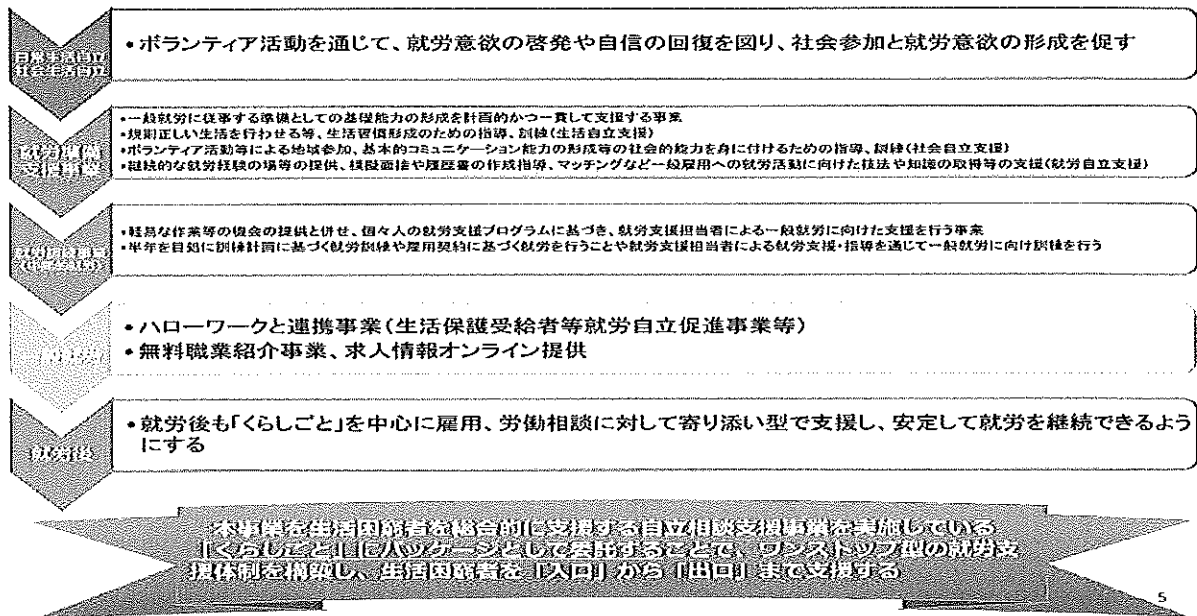 日常生活自立
社会生活自立
•ボランティア活動を通じて、就労意欲の啓発や自信の回復を図り、社会参加と就労意欲の形成を促す
就労準備
支援事業
•一般就労に従事する準備としての基礎能力の形成を計画的かつ一貫して支援する事業
•規則正しい生活を行わせる等、生活習慣形成のための指導、訓練(生活自立支援)
•ボランティア活動等による地域参加、基本的コミュニケーション能力の形成等の社会的能力を身に付けるための指導、訓練(社会自立支援)
•継続的な就労経験の場等の提供、模擬面接や履歴書の作成指導、マッチングなど一般雇用への就労活動に向けた技法や知識の取得等の支援(就労自立支援)
就労訓練事業
•軽易な作業等の機会の提供と併せ、個々人の就労支援プログラムに基づき、就労支援担当者による一般就労に向けた支援を行う事業
•半年を目処に訓練計画に基づく就労訓練や雇用契約に基づく就労を行うことや就労支援担当者による就労支援・指導を通じて一般就労に向け訓練を行う
•ハローワークと連携事業(生活保護受給者等就労自立促進事業等)
•無料職業紹介事業、求人情報オンライン提供
就労後
•就労後も「くらしごと」を中心に雇用、労働相談に対して寄り添い型で支援し、安定して就労を継続できるよう
にする
本事業を生活困窮者を総合的に支援する自立相談支援事業を実施している
「くらしごと」にパッケージとして委託することで、ワンストップ型の就労支
援体制を構築し、生活困窮者を「入口」から「出口」まで支援する
5